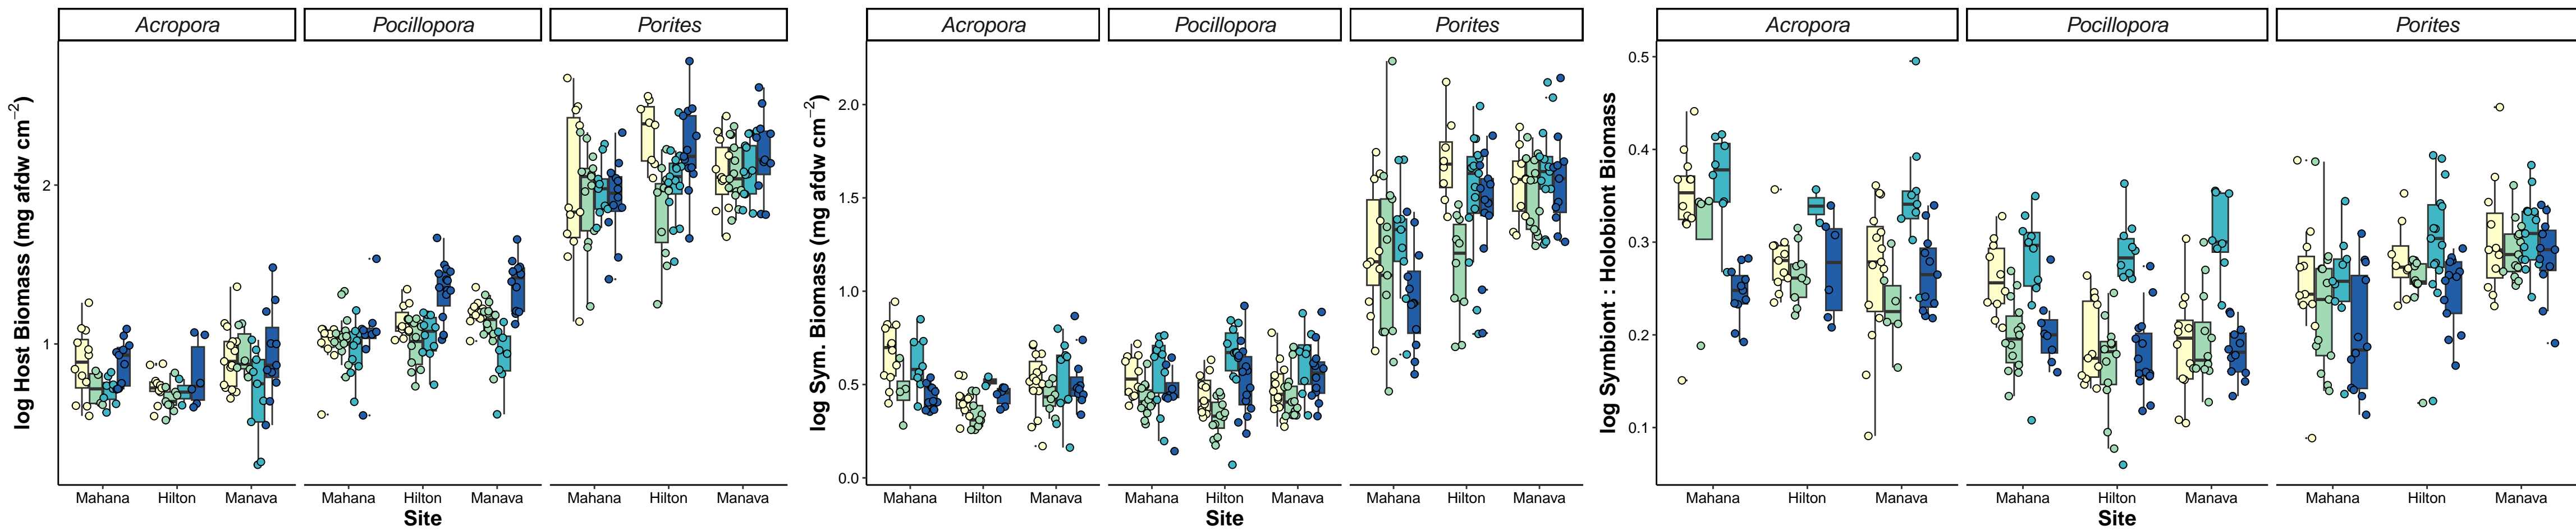 Acropora Pocillopora Porites
log Host Biomass (mg afdw cm⁻²)
2
1
Mahana Hilton Manava Mahana Hilton Manava Mahana Hilton Manava
Site
Acropora Pocillopora Porites
log Sym. Biomass (mg afdw cm⁻²)
2.0
1.5
1.0
0.5
0.0
Mahana Hilton Manava Mahana Hilton Manava Mahana Hilton Manava
Site
Acropora Pocillopora Porites
log Symbiont : Holobiont Biomass
0.5
0.4
0.3
0.2
0.1
Mahana Hilton Manava Mahana Hilton Manava Mahana Hilton Manava
Site